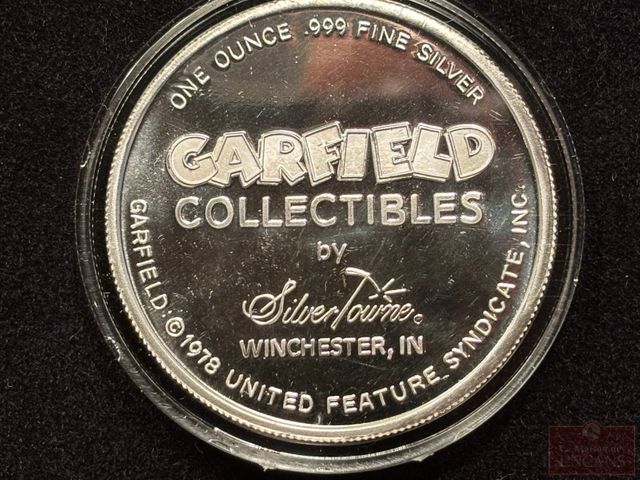 ONE OUNCE .999 FINE SILVER
GARFIELD
COLLECTIBLES
by
SilverTowne
WINCHESTER, IN
GARFIELD: © 1978 UNITED FEATURE SYNDICATE, INC.